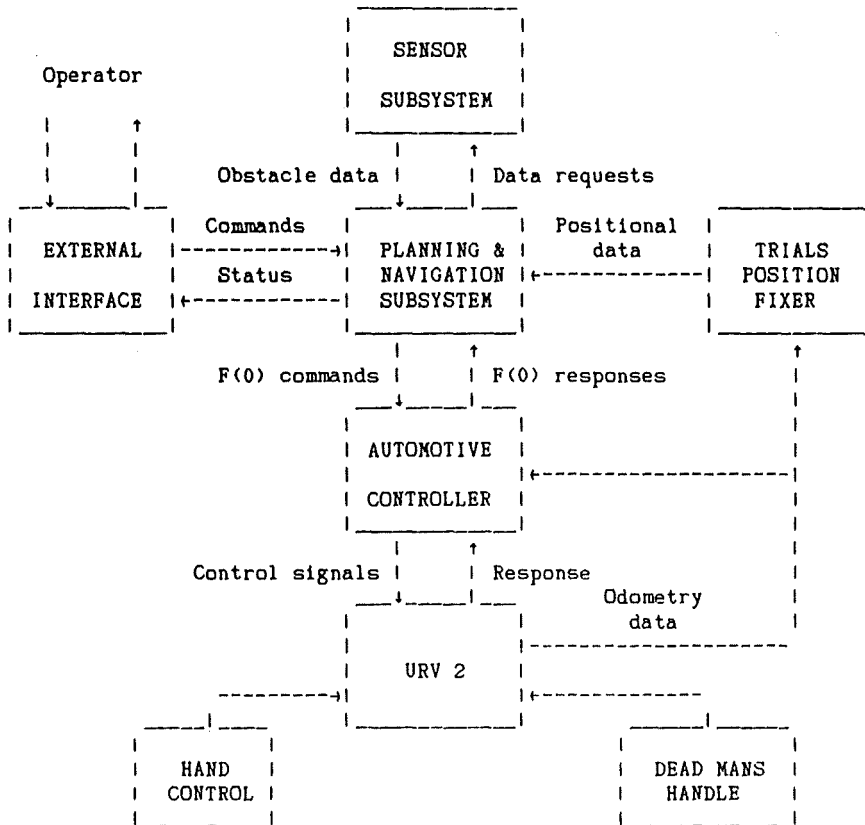 SENSOR
SUBSYSTEM
Operator
Obstacle data
Data requests
EXTERNAL
INTERFACE
Commands
Status
PLANNING &
NAVIGATION
SUBSYSTEM
Positional
data
TRIALS
POSITION
FIXER
F(0) commands
F(0) responses
AUTOMOTIVE
CONTROLLER
Control signals
Response
Odometry
data
URV 2
HAND
CONTROL
DEAD MANS
HANDLE